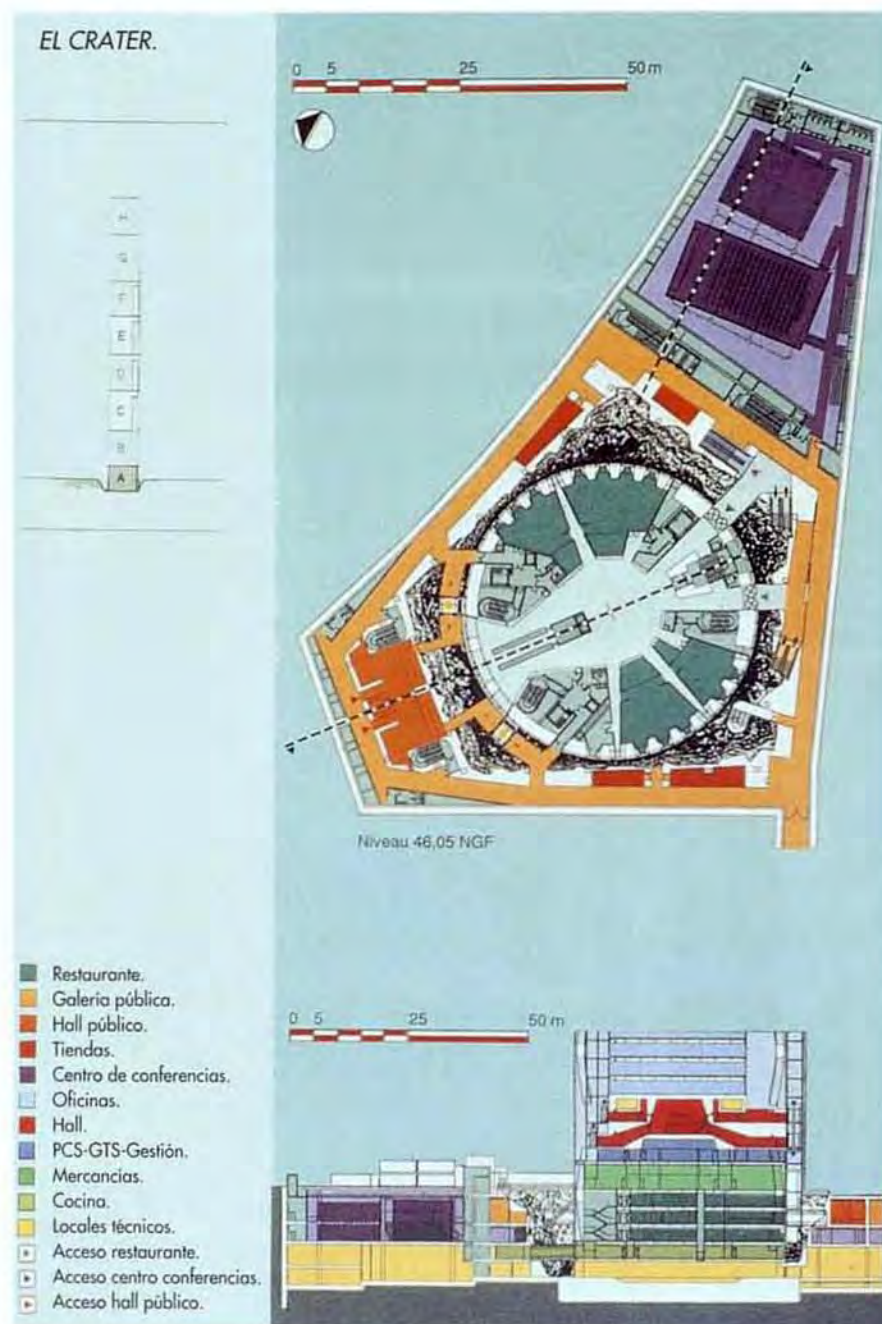 EL CRATER.
0 5 25 50 m
H
G
F
E
D
C
B
A
Niveau 46,05 NGF
Restaurante.
Galería pública.
Hall público.
Tiendas.
Centro de conferencias.
Oficinas.
Hall.
PCS-GTS-Gestión.
Mercancias.
Cocina.
Locales técnicos.
Acceso restaurante.
Acceso centro conferencias.
Acceso hall público.
0 5 25 50 m